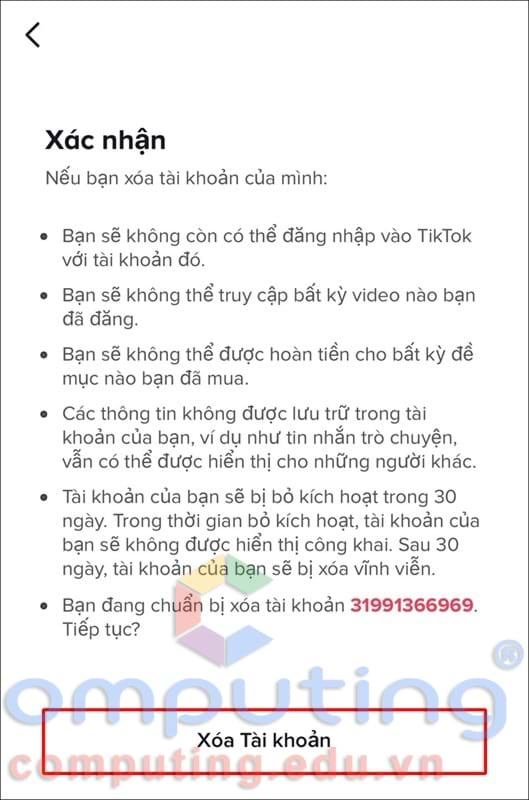 Xác nhận
Nếu bạn xóa tài khoản của mình:
• Bạn sẽ không còn có thể đăng nhập vào TikTok
với tài khoản đó.
• Bạn sẽ không thể truy cập bất kỳ video nào bạn
đã đăng.
• Bạn sẽ không thể được hoàn tiền cho bất kỳ đề
mục nào bạn đã mua.
• Các thông tin không được lưu trữ trong tài
khoản của bạn, ví dụ như tin nhắn trò chuyện,
vẫn có thể được hiển thị cho những người khác.
• Tài khoản của bạn sẽ bị bỏ kích hoạt trong 30
ngày. Trong thời gian bỏ kích hoạt, tài khoản của
bạn sẽ không được hiển thị công khai. Sau 30
ngày, tài khoản của bạn sẽ bị xóa vĩnh viễn.
• Bạn đang chuẩn bị xóa tài khoản 31991366969.
Tiếp tục?
omputing
Xóa Tài khoản
computing.edu.vn